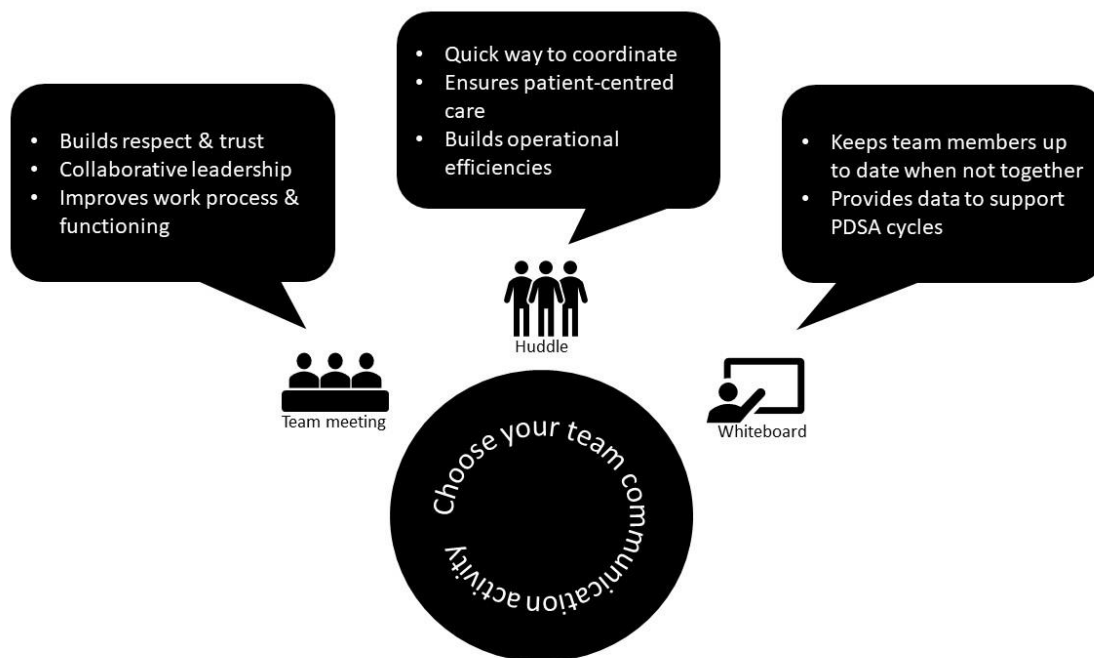 • Builds respect & trust
• Collaborative leadership
• Improves work process &
functioning
• Quick way to coordinate
• Ensures patient-centred
care
• Builds operational
efficiencies
• Keeps team members up
to date when not together
• Provides data to support
PDSA cycles
Team meeting
Huddle
Whiteboard
Choose your team communication activity